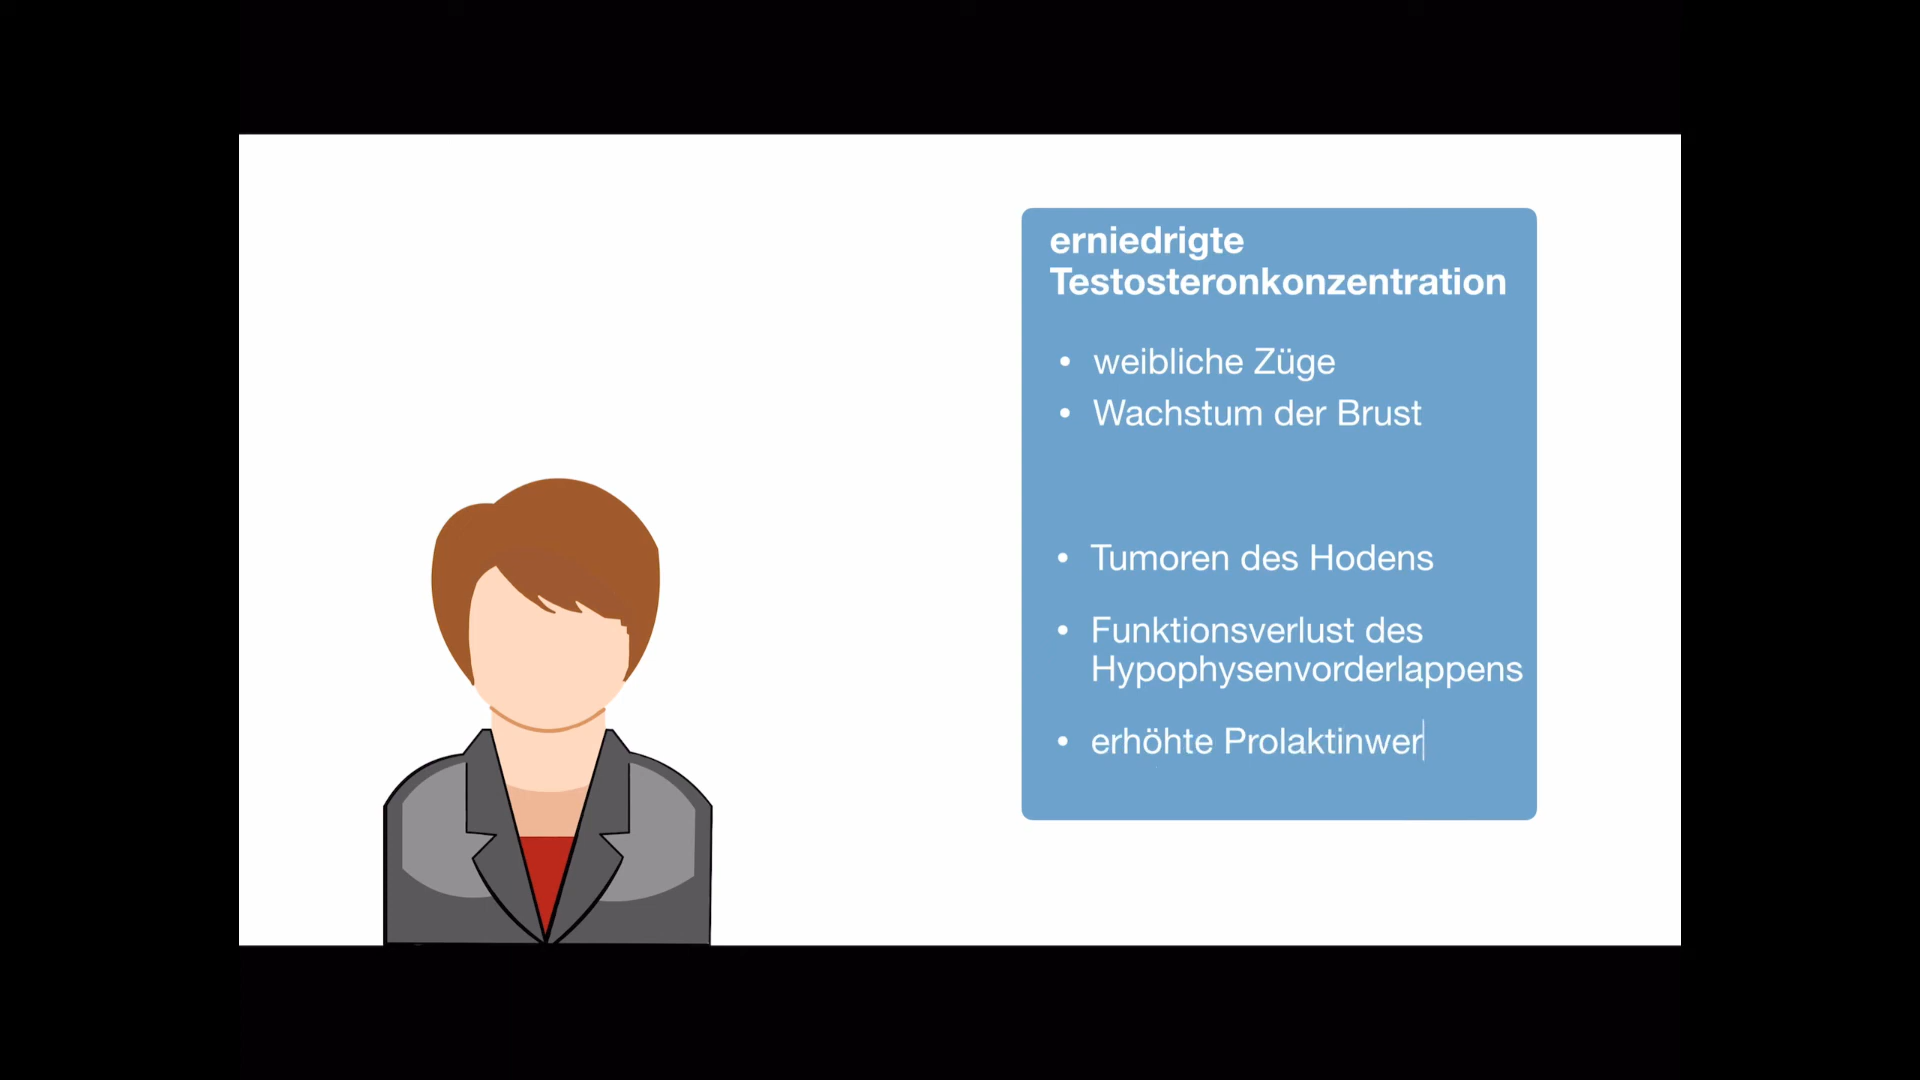 erniedrigte
Testosteronkonzentration
• weibliche Züge
• Wachstum der Brust
• Tumoren des Hodens
• Funktionsverlust des
Hypophysenvorderlappens
• erhöhte Prolaktinwer